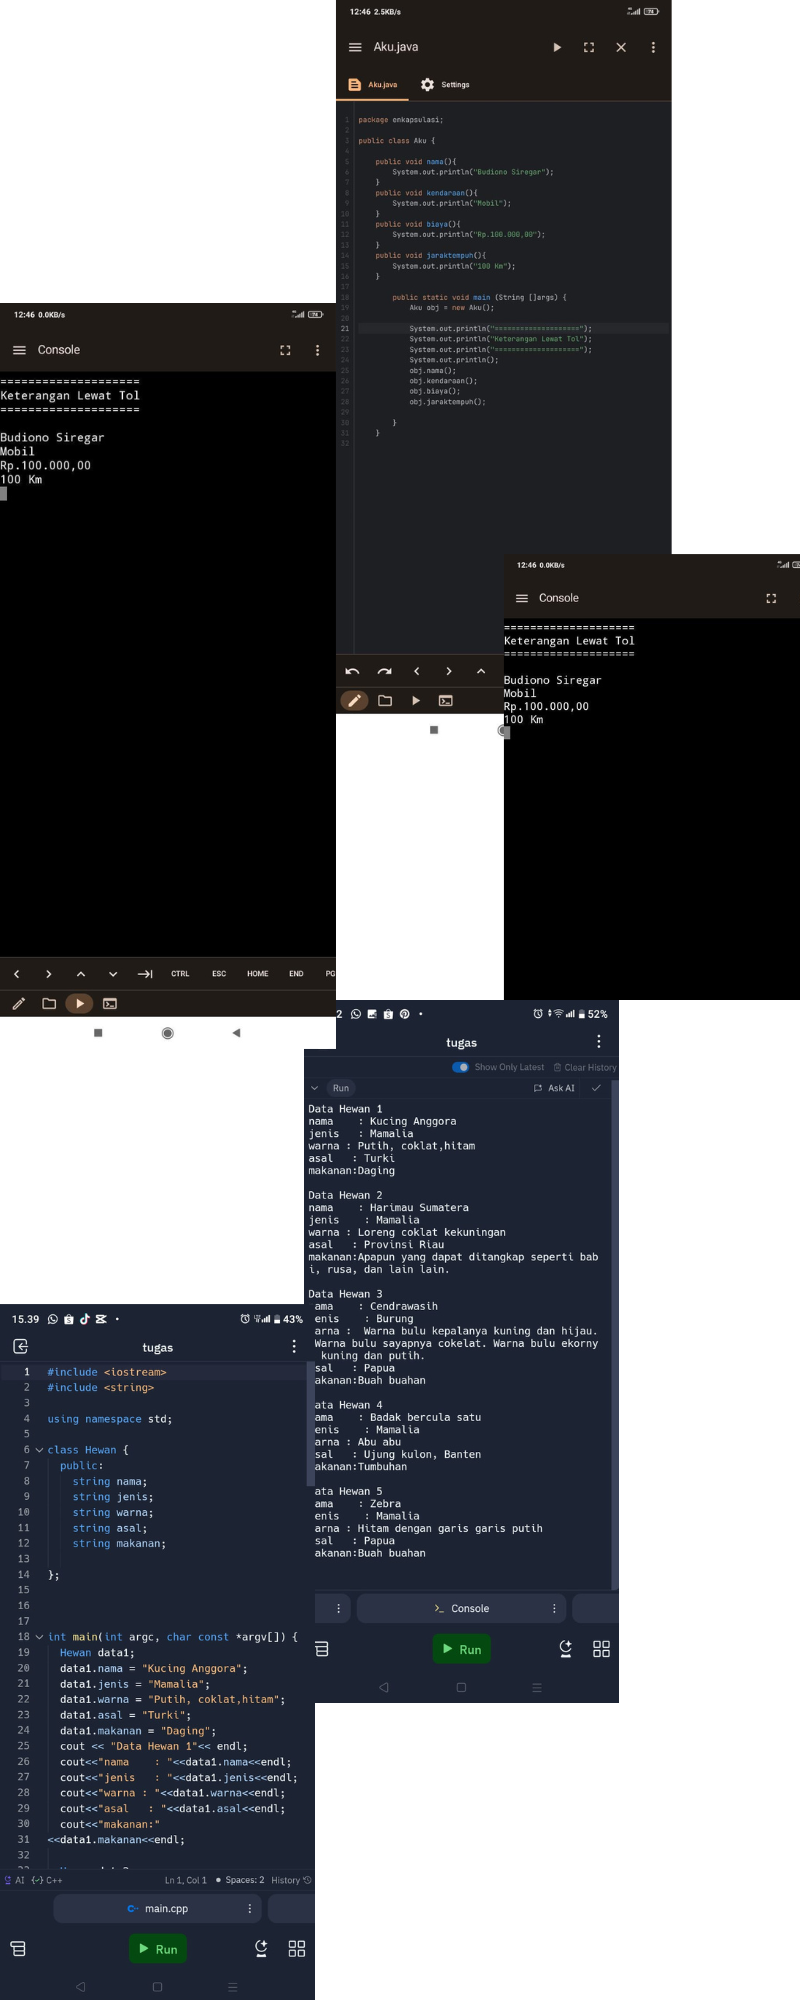 12:46 2.5KB/s
74
Aku.java
Aku.java
Settings
1 package enkapsulasi;
2
3 public class Aku {
4
5 public void nama(){
6 System.out.println("Budiono Siregar");
7 }
8 public void kendaraan(){
9 System.out.println("Mobil");
10 }
11 public void biaya(){
12 System.out.println("Rp.100.000,00");
13 }
14 public void jaraktempuh(){
15 System.out.println("100 Km");
16 }
17
18 public static void main (String []args) {
19 Aku obj = new Aku();
20
21 System.out.println("====================");
22 System.out.println("Keterangan Lewat Tol");
23 System.out.println("====================");
24 System.out.println();
25 obj.nama();
26 obj.kendaraan();
27 obj.biaya();
28 obj.jaraktempuh();
29
30 }
31 }
32
12:46 0.0KB/s
74
Console
====================
Keterangan Lewat Tol
====================
Budiono Siregar
Mobil
Rp.100.000,00
100 Km
CTRL ESC HOME END PG
12:46 0.0KB/s
Console
====================
Keterangan Lewat Tol
====================
Budiono Siregar
Mobil
Rp.100.000,00
100 Km
2 52%
tugas
Show Only Latest Clear History
Run Ask AI
Data Hewan 1
nama : Kucing Anggora
jenis : Mamalia
warna : Putih, coklat,hitam
asal : Turki
makanan:Daging
Data Hewan 2
nama : Harimau Sumatera
jenis : Mamalia
warna : Loreng coklat kekuningan
asal : Provinsi Riau
makanan:Apapun yang dapat ditangkap seperti bab
i, rusa, dan lain lain.
Data Hewan 3
ama : Cendrawasih
enis : Burung
arna : Warna bulu kepalanya kuning dan hijau.
Warna bulu sayapnya cokelat. Warna bulu ekorny
kuning dan putih.
sal : Papua
akanan:Buah buahan
ata Hewan 4
ama : Badak bercula satu
enis : Mamalia
arna : Abu abu
sal : Ujung kulon, Banten
akanan:Tumbuhan
ata Hewan 5
ama : Zebra
enis : Mamalia
arna : Hitam dengan garis garis putih
sal : Papua
akanan:Buah buahan
>_ Console
Run
15.39 43%
tugas
1 #include <iostream>
2 #include <string>
3
4 using namespace std;
5
6 class Hewan {
7 public:
8 string nama;
9 string jenis;
10 string warna;
11 string asal;
12 string makanan;
13
14 };
15
16
17
18 int main(int argc, char const *argv[]) {
19 Hewan data1;
20 data1.nama = "Kucing Anggora";
21 data1.jenis = "Mamalia";
22 data1.warna = "Putih, coklat,hitam";
23 data1.asal = "Turki";
24 data1.makanan = "Daging";
25 cout << "Data Hewan 1"<< endl;
26 cout<<"nama : "<<data1.nama<<endl;
27 cout<<"jenis : "<<data1.jenis<<endl;
28 cout<<"warna : "<<data1.warna<<endl;
29 cout<<"asal : "<<data1.asal<<endl;
30 cout<<"makanan:"
31 <<data1.makanan<<endl;
32
AI C++ Ln 1, Col 1 Spaces: 2 History
main.cpp
Run